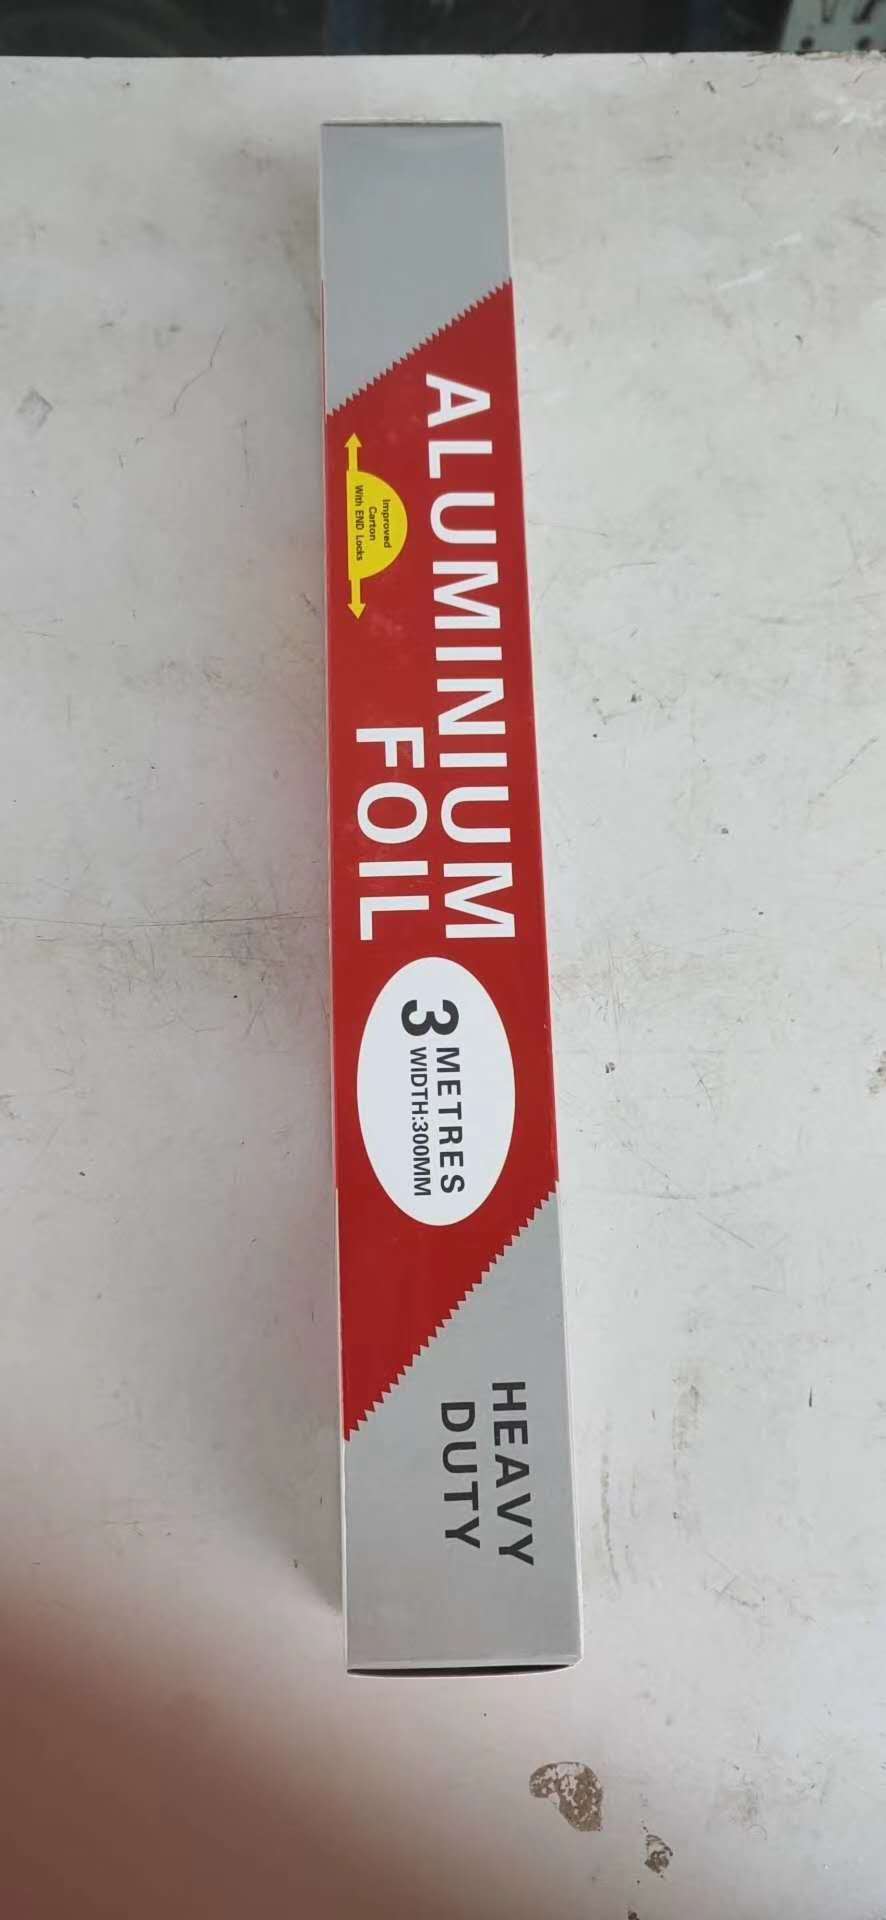 ALUMINIUM
FOIL
Improved
Carton
With END Locks
3 METRES
WIDTH:300MM
HEAVY
DUTY